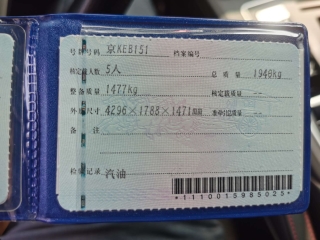 号牌号码 京KEB151 档案编号
核定载人数 5人 总质量 1948kg
整备质量 1477kg 核定载质量 --
外廓尺寸 4296×1788×1471mm 准牵引总质量 --
备注
检验记录 汽油
*1110015985025*